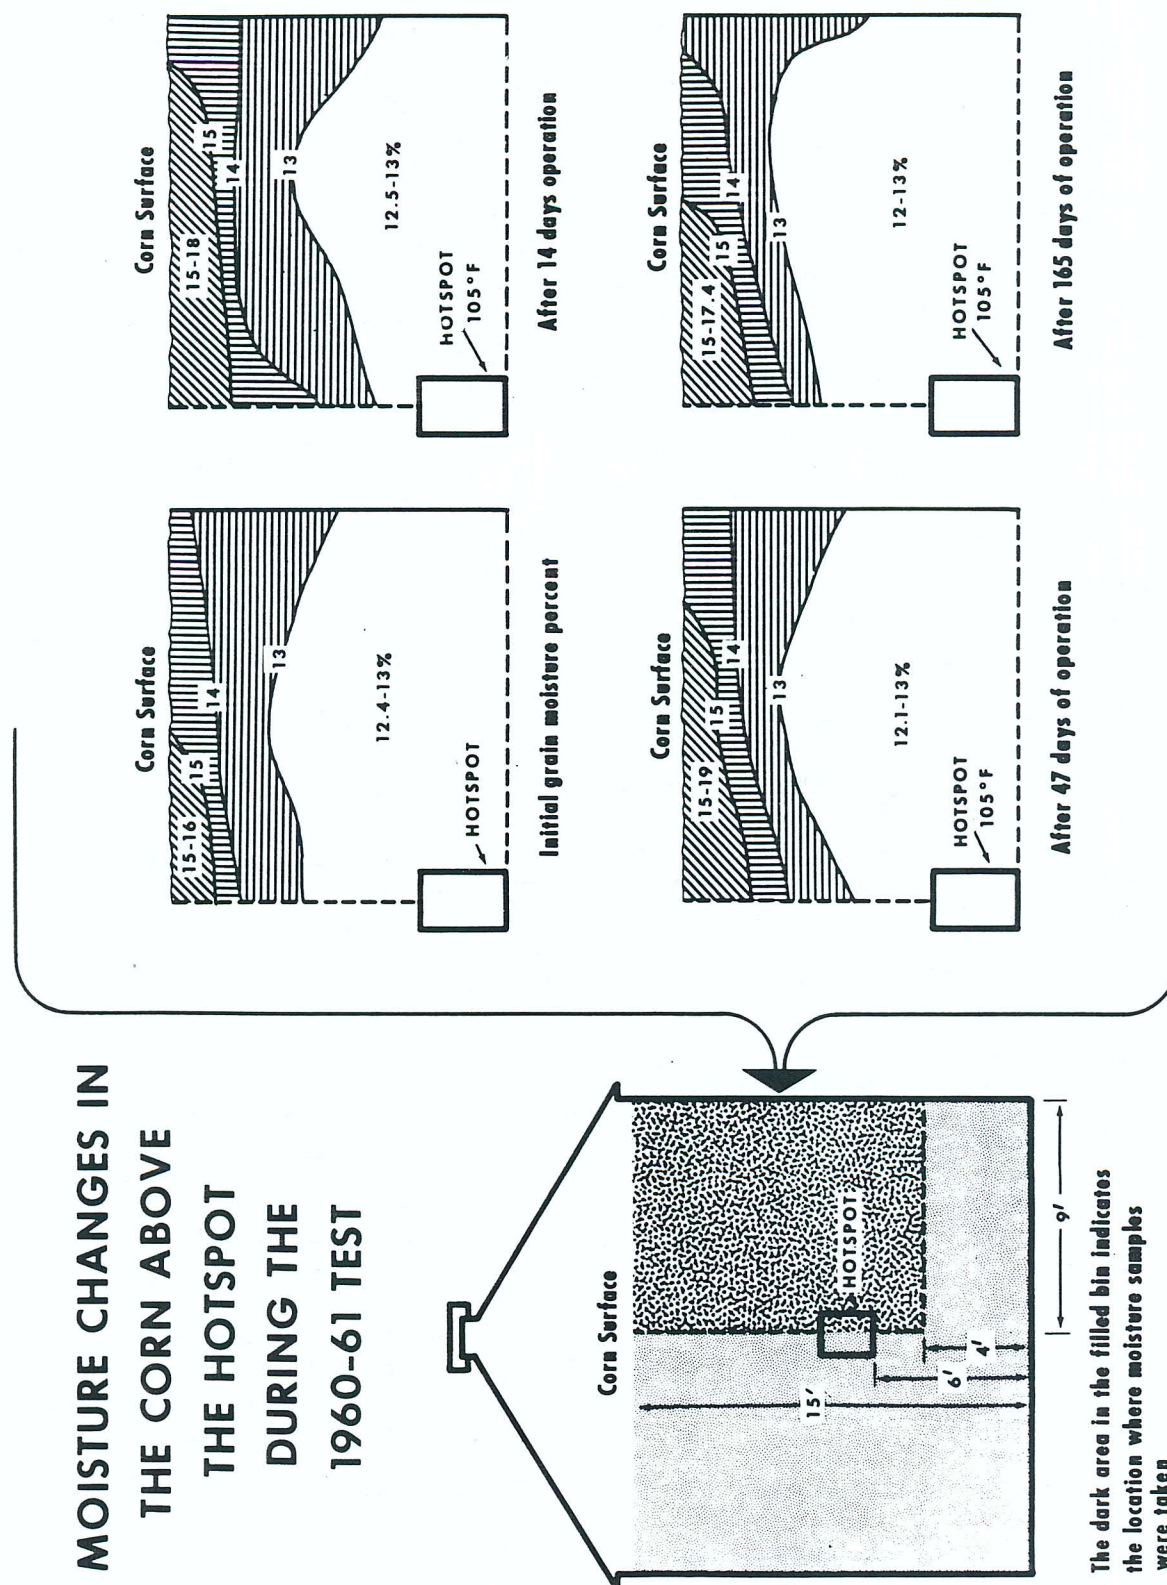 MOISTURE CHANGES IN
THE CORN ABOVE
THE HOTSPOT
DURING THE
1960-61 TEST
Corn Surface
HOTSPOT
15'
6'
4'
9'
The dark area in the filled bin indicates
the location where moisture samples
were taken
Corn Surface
15-16
15
14
13
12.4-13%
HOTSPOT
Initial grain moisture percent
Corn Surface
15-18
15
14
13
12.5-13%
HOTSPOT
105°F
After 14 days operation
Corn Surface
15-19
15
14
13
12.1-13%
HOTSPOT
105°F
After 47 days of operation
Corn Surface
15-17.4
15
14
13
12-13%
HOTSPOT
105°F
After 165 days of operation